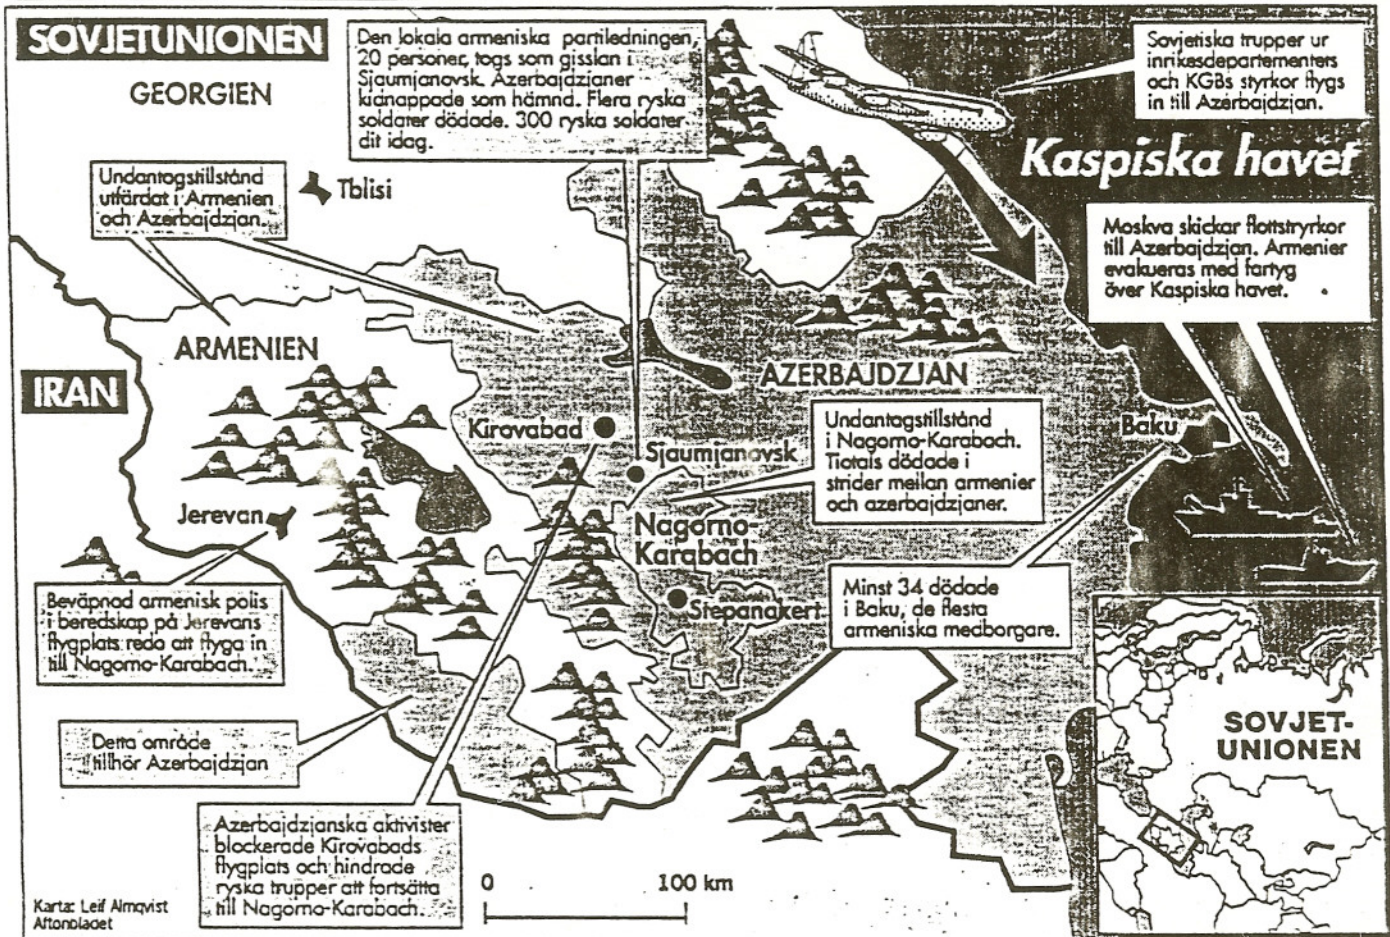 SOVJETUNIONEN
GEORGIEN
Den lokala armeniska partiledningen,
20 personer, togs som gisslan i
Sjaumjanovsk. Azerbajdzjaner
kidnappade som hämnd. Flera ryska
soldater dödade. 300 ryska soldater
dit idag.
Sovjetiska trupper ur
inrikesdepartementets
och KGBs styrkor flygs
in till Azerbajdzjan.
Kaspiska havet
Undantagstillstånd
utfärdat i Armenien
och Azerbajdzjan.
Tblisi
Moskva skickar flottstyrkor
till Azerbajdzjan. Armenier
evakueras med fartyg
över Kaspiska havet.
ARMENIEN
IRAN
AZERBAJDZJAN
Kirovabad
Sjaumjanovsk
Undantagstillstånd
i Nagorno-Karabach.
Tiotals dödade i
strider mellan armenier
och azerbajdzjaner.
Baku
Jerevan
Nagorno-
Karabach
Stepanakert
Beväpnad armenisk polis
i beredskap på Jerevans
flygplats redo att flyga in
till Nagorno-Karabach.
Minst 34 dödade
i Baku, de flesta
armeniska medborgare.
Detta område
tillhör Azerbajdzjan
SOVJET-
UNIONEN
Azerbajdzjanska aktivister
blockerade Kirovabads
flygplats och hindrade
ryska trupper att fortsätta
till Nagorno-Karabach.
0 100 km
Karta: Leif Almqvist
Aftonbladet